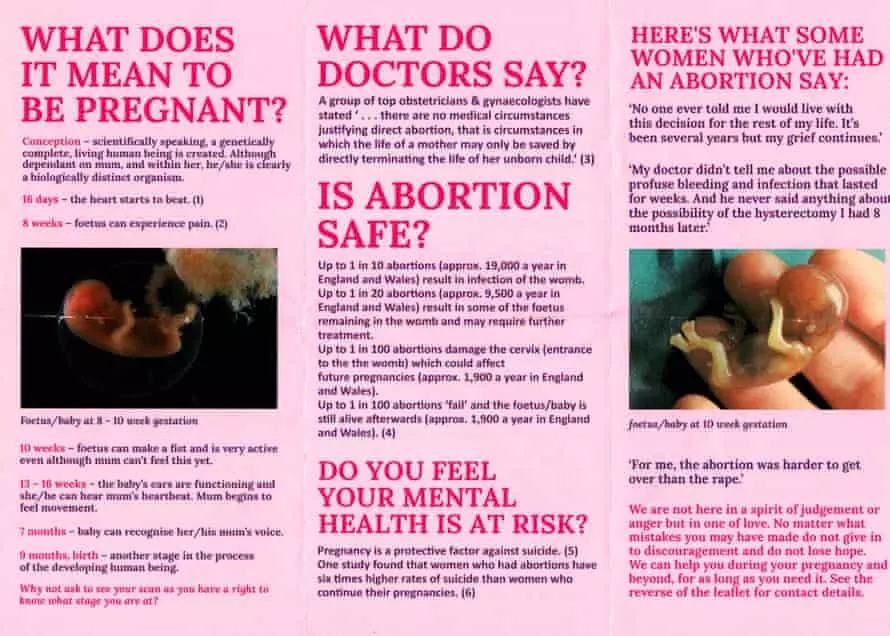 WHAT DOES
IT MEAN TO
BE PREGNANT?
Conception – scientifically speaking, a genetically
complete, living human being is created. Although
dependant on mum, and within her, he/she is clearly
a biologically distinct organism.
16 days – the heart starts to beat. (1)
8 weeks – foetus can experience pain. (2)
Foetus/baby at 8 – 10 week gestation
10 weeks – foetus can make a fist and is very active
even although mum can't feel this yet.
13 – 16 weeks – the baby's ears are functioning and
she/he can hear mum's heartbeat. Mum begins to
feel movement.
7 months – baby can recognise her/his mum's voice.
9 months, birth – another stage in the process
of the developing human being.
Why not ask to see your scan as you have a right to
know what stage you are at?
WHAT DO
DOCTORS SAY?
A group of top obstetricians & gynaecologists have
stated ' . . . there are no medical circumstances
justifying direct abortion, that is circumstances in
which the life of a mother may only be saved by
directly terminating the life of her unborn child.' (3)
IS ABORTION
SAFE?
Up to 1 in 10 abortions (approx. 19,000 a year in
England and Wales) result in infection of the womb.
Up to 1 in 20 abortions (approx. 9,500 a year in
England and Wales) result in some of the foetus
remaining in the womb and may require further
treatment.
Up to 1 in 100 abortions damage the cervix (entrance
to the the womb) which could affect
future pregnancies (approx. 1,900 a year in England
and Wales).
Up to 1 in 100 abortions 'fail' and the foetus/baby is
still alive afterwards (approx. 1,900 a year in England
and Wales). (4)
DO YOU FEEL
YOUR MENTAL
HEALTH IS AT RISK?
Pregnancy is a protective factor against suicide. (5)
One study found that women who had abortions have
six times higher rates of suicide than women who
continue their pregnancies. (6)
HERE'S WHAT SOME
WOMEN WHO'VE HAD
AN ABORTION SAY:
'No one ever told me I would live with
this decision for the rest of my life. It's
been several years but my grief continues.'
'My doctor didn't tell me about the possible
profuse bleeding and infection that lasted
for weeks. And he never said anything about
the possibility of the hysterectomy I had 8
months later.'
foetus/baby at 10 week gestation
'For me, the abortion was harder to get
over than the rape.'
We are not here in a spirit of judgement or
anger but in one of love. No matter what
mistakes you may have made do not give in
to discouragement and do not lose hope.
We can help you during your pregnancy and
beyond, for as long as you need it. See the
reverse of the leaflet for contact details.